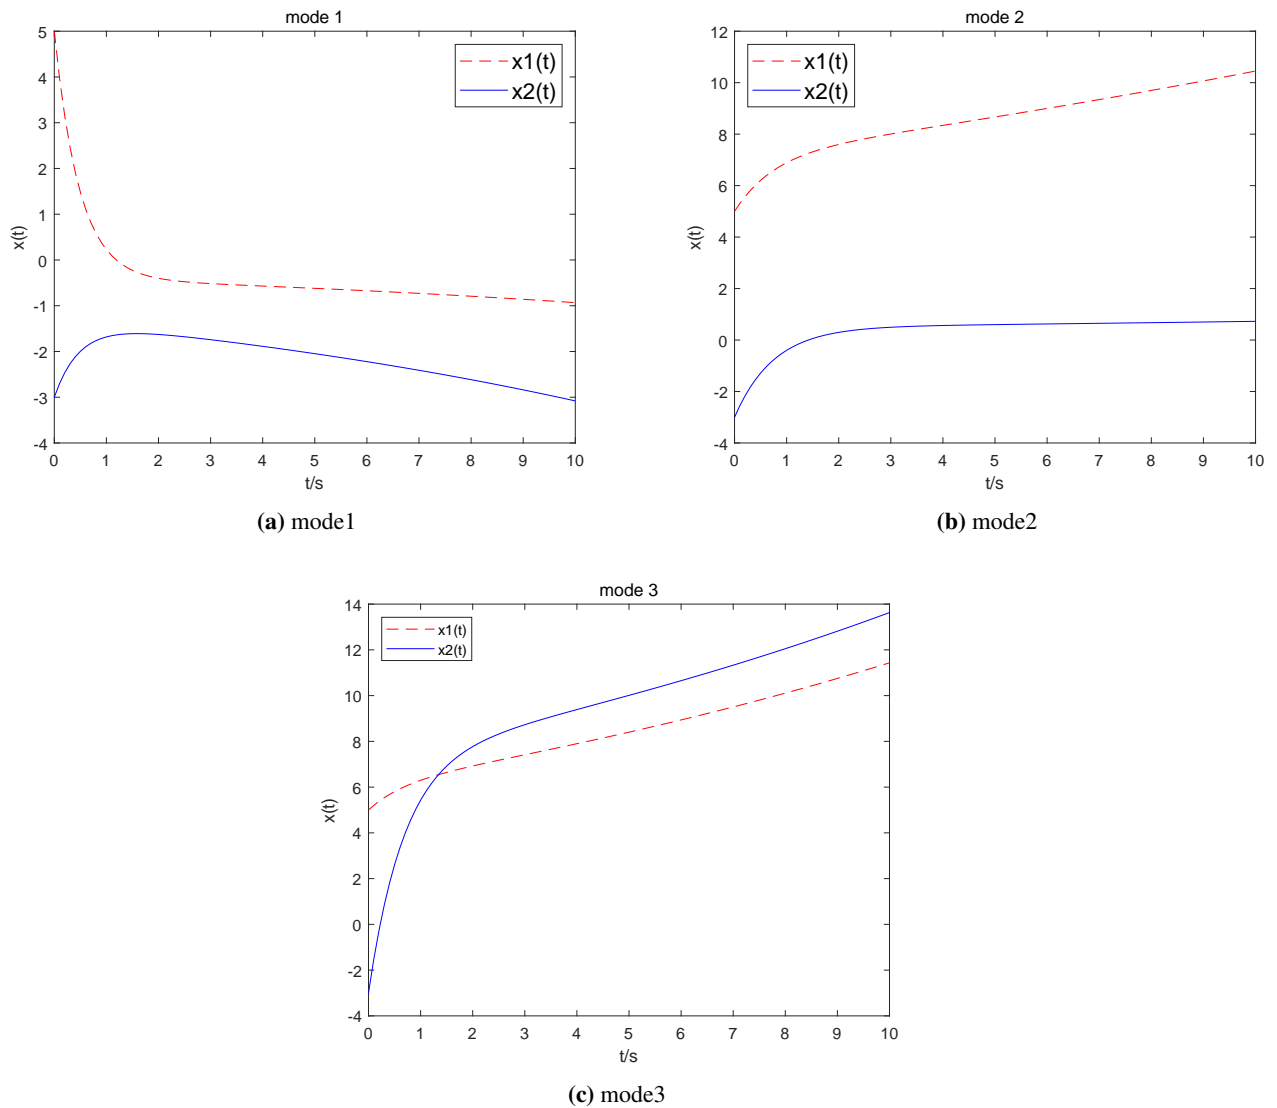 mode 1
x1(t)
x2(t)
5
4
3
2
1
0
-1
-2
-3
-4
x(t)
0 1 2 3 4 5 6 7 8 9 10
t/s
(a) mode1
mode 2
x1(t)
x2(t)
12
10
8
6
4
2
0
-2
-4
x(t)
0 1 2 3 4 5 6 7 8 9 10
t/s
(b) mode2
mode 3
x1(t)
x2(t)
14
12
10
8
6
4
2
0
-2
-4
x(t)
0 1 2 3 4 5 6 7 8 9 10
t/s
(c) mode3